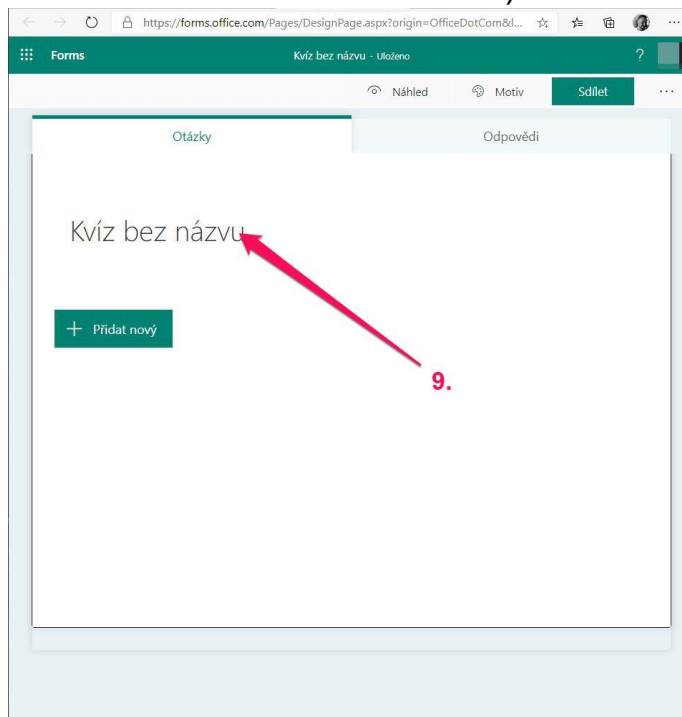 https://forms.office.com/Pages/DesignPage.aspx?origin=OfficeDotCom&l...
Forms
Kvíz bez názvu - Uloženo
?
Náhled
Motiv
Sdílet
...
Otázky
Odpovědi
Kvíz bez názvu
+ Přidat nový
9.